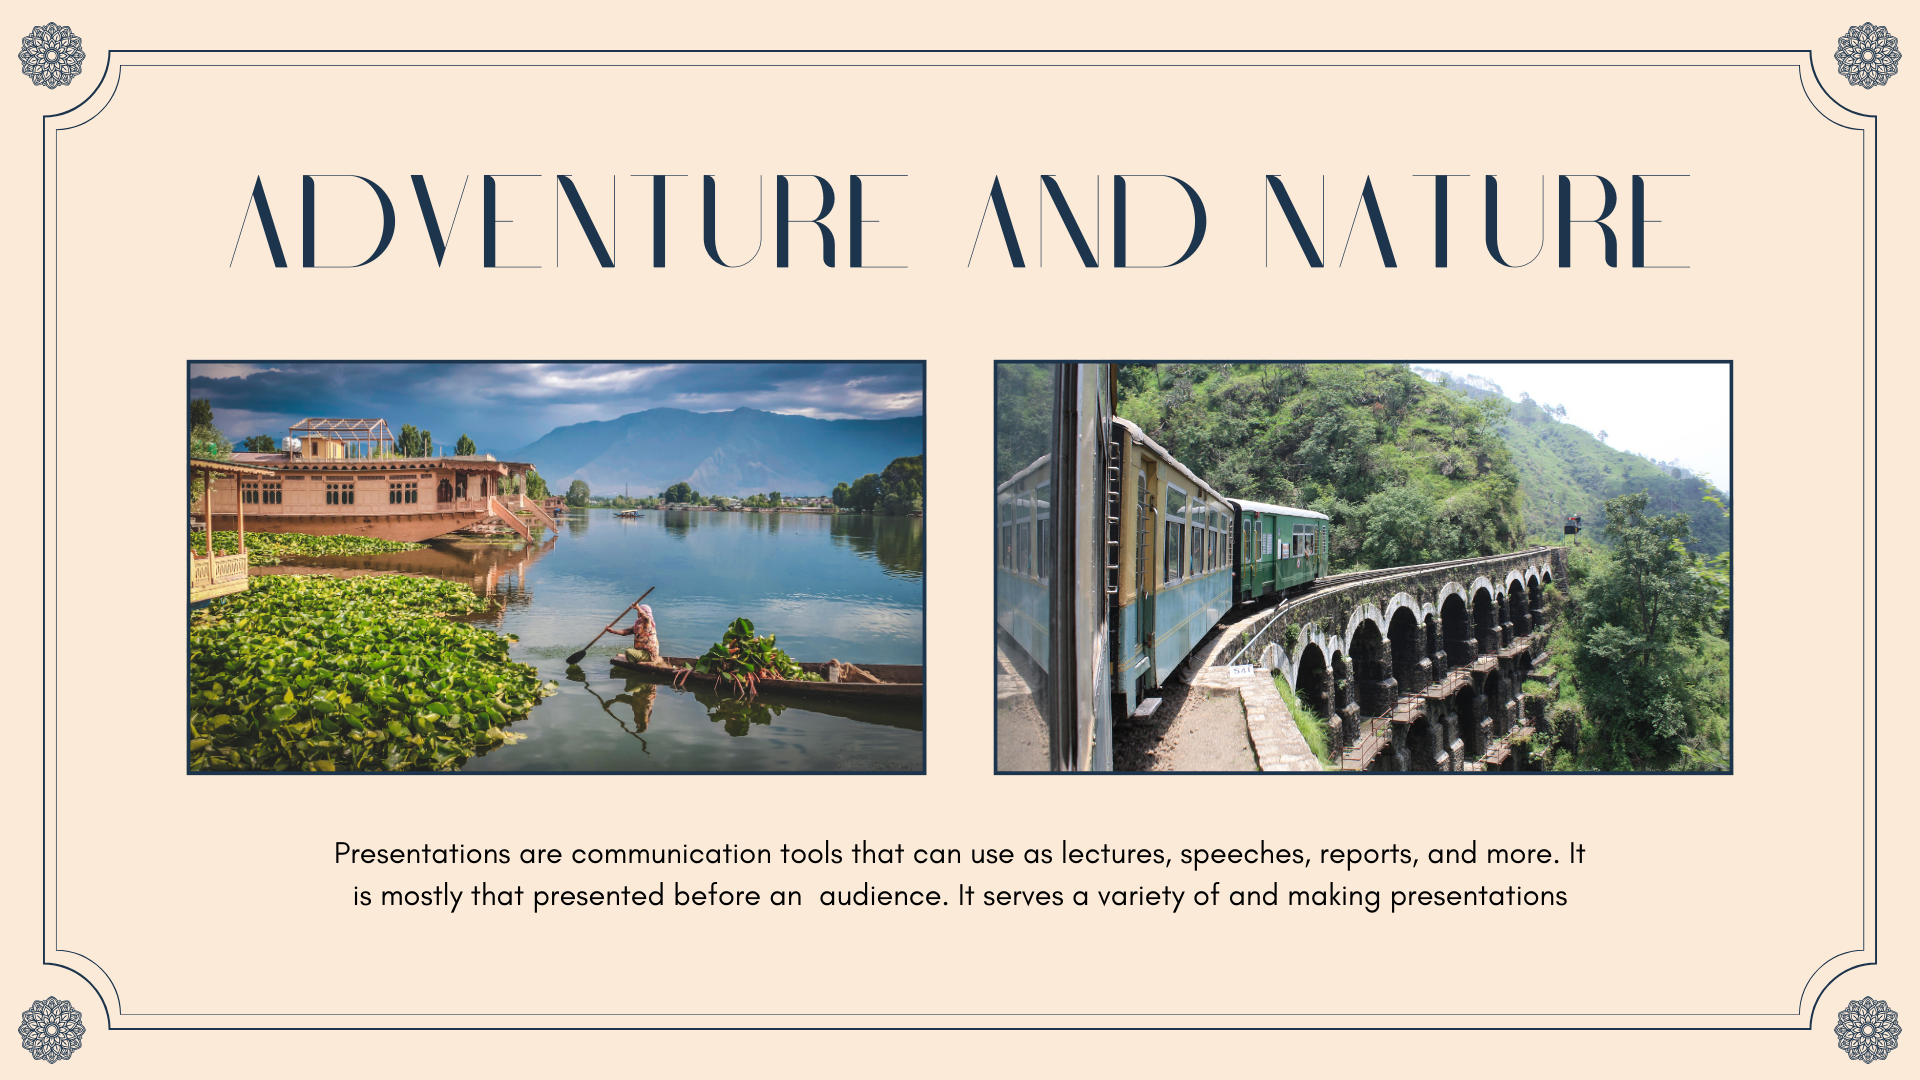 ADVENTURE AND NATURE
541
Presentations are communication tools that can use as lectures, speeches, reports, and more. It
is mostly that presented before an  audience. It serves a variety of and making presentations